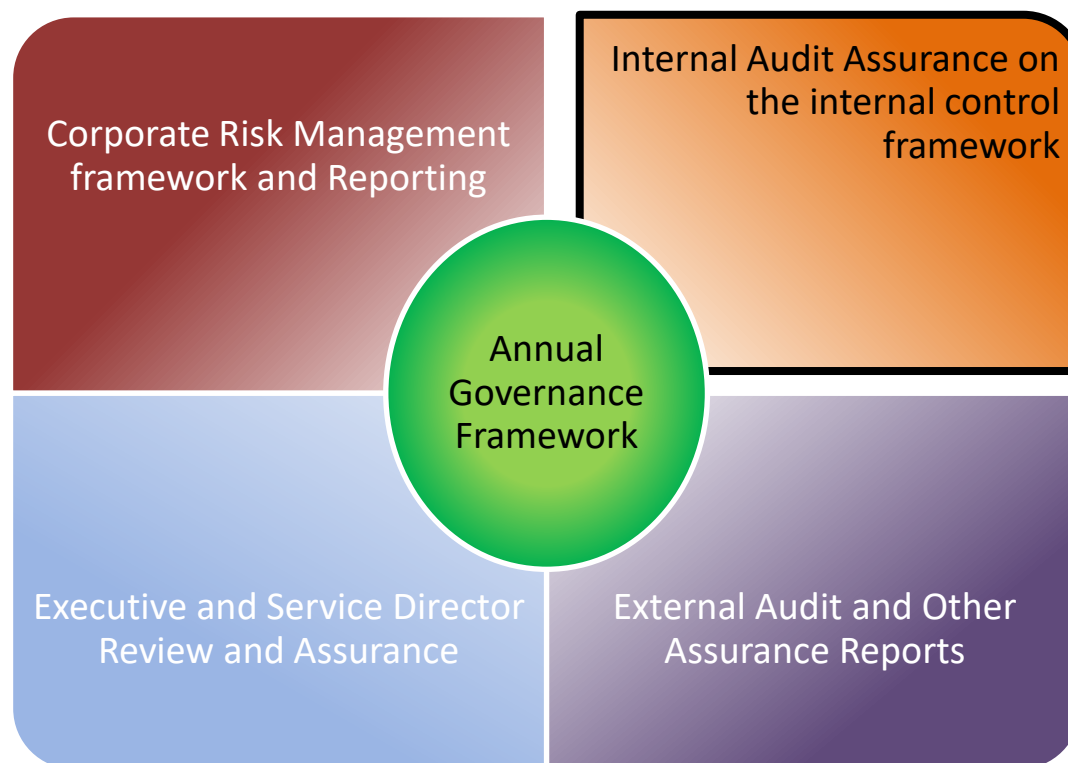 Corporate Risk Management
framework and Reporting
Internal Audit Assurance on
the internal control
framework
Annual
Governance
Framework
Executive and Service Director
Review and Assurance
External Audit and Other
Assurance Reports